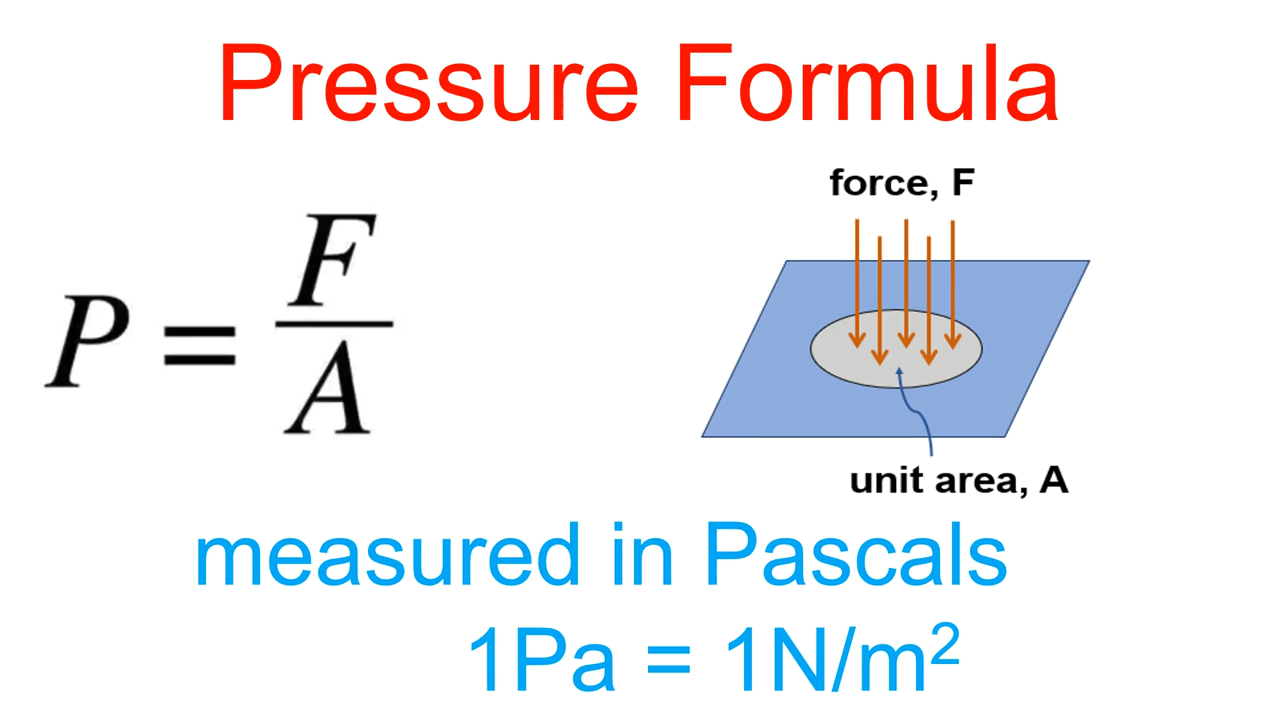 Pressure Formula
force, F
P = F/A
unit area, A
measured in Pascals
1Pa = 1N/m²